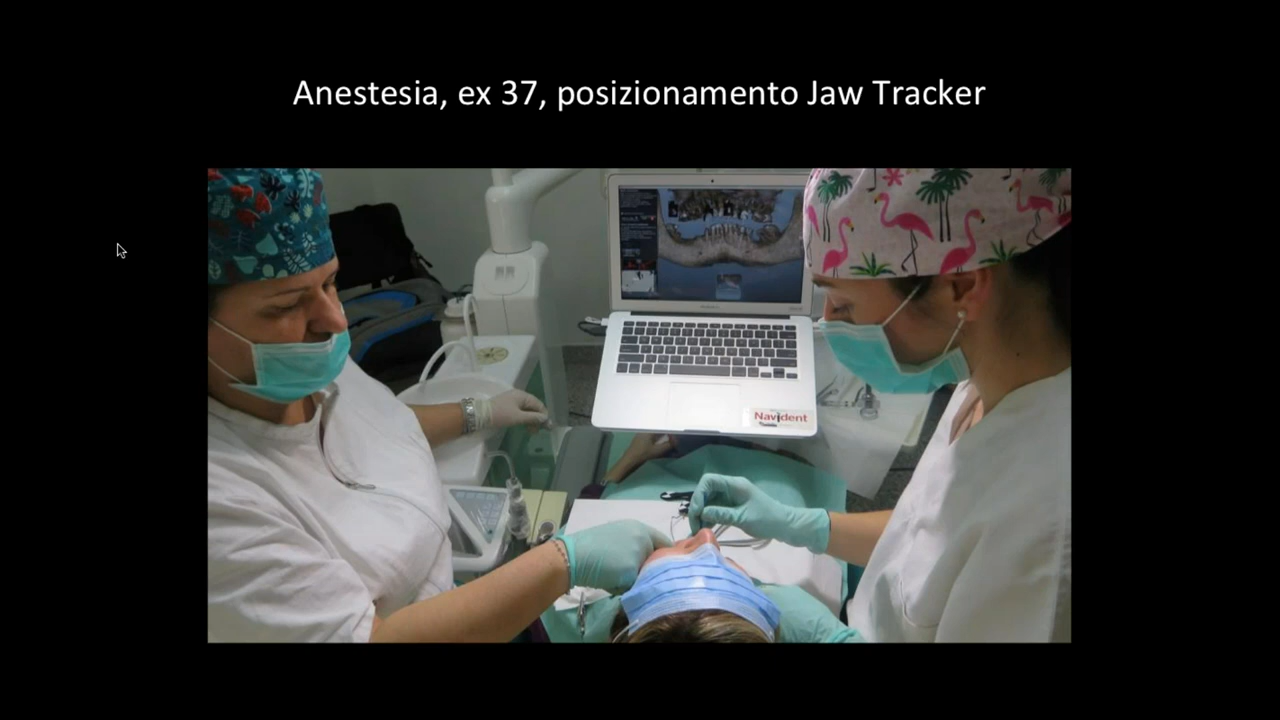 Anestesia, ex 37, posizionamento Jaw Tracker
Navident